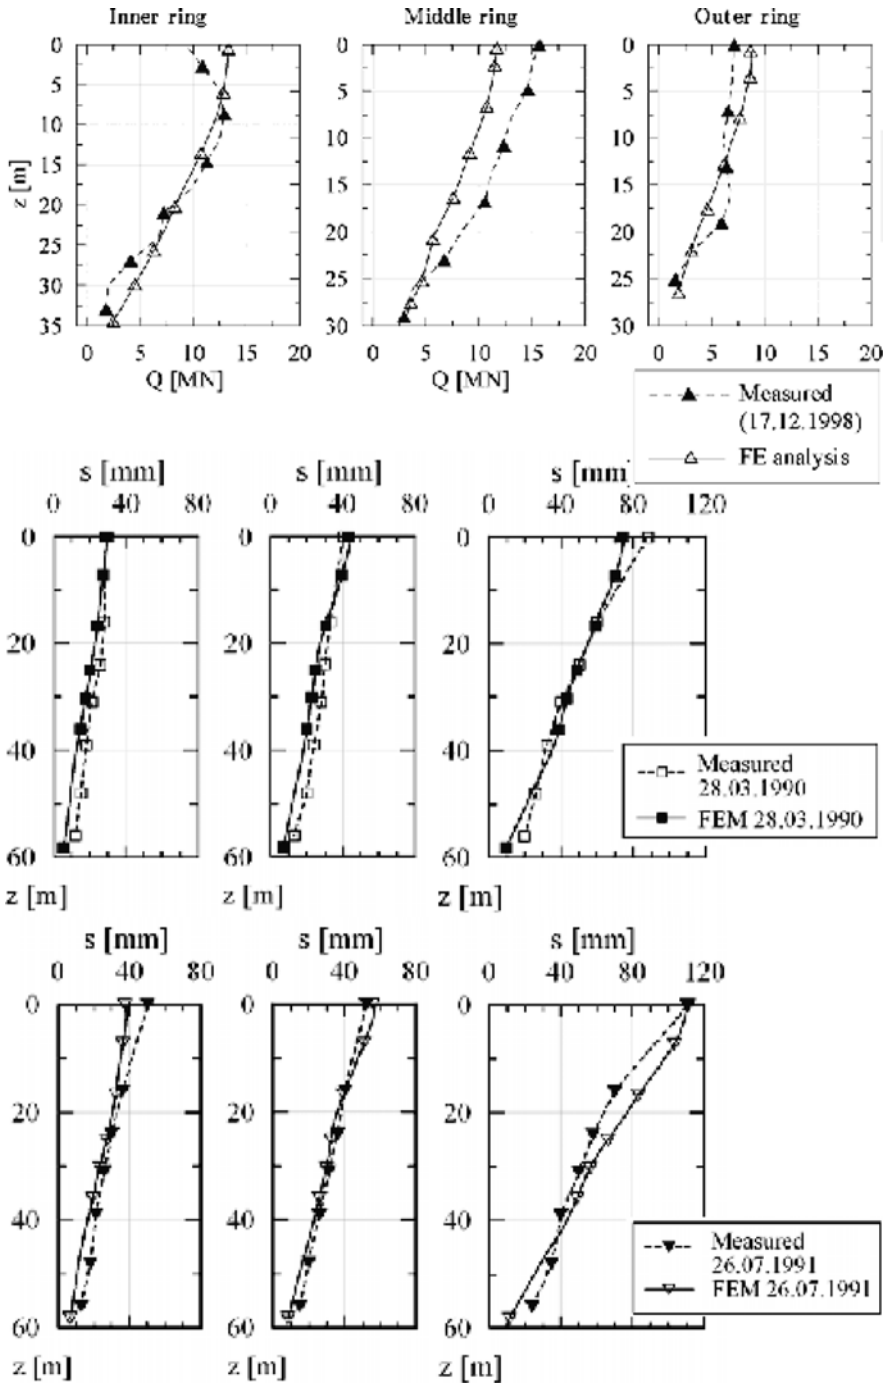 Inner ring Middle ring Outer ring
0 0 0
5 5 5
10 10 10
15 15 15
z [m]
20 20 20
25 25 25
30 30
35 30
0 5 10 15 20 0 5 10 15 20 0 5 10 15 20
Q [MN] Q [MN]
Measured
(17.12.1998)
FE analysis
s [mm] s [mm] s [mm]
0 40 80 0 40 80 0 40 80 120
0 0 0
20 20 20
40 40 40
Measured
28.03.1990
FEM 28.03.1990
60 60 60
z [m] z [m] z [m]
s [mm] s [mm] s [mm]
0 40 80 0 40 80 0 40 80 120
0 0 0
20 20 20
40 40 40
Measured
26.07.1991
FEM 26.07.1991
60 60 60
z [m] z [m] z [m]